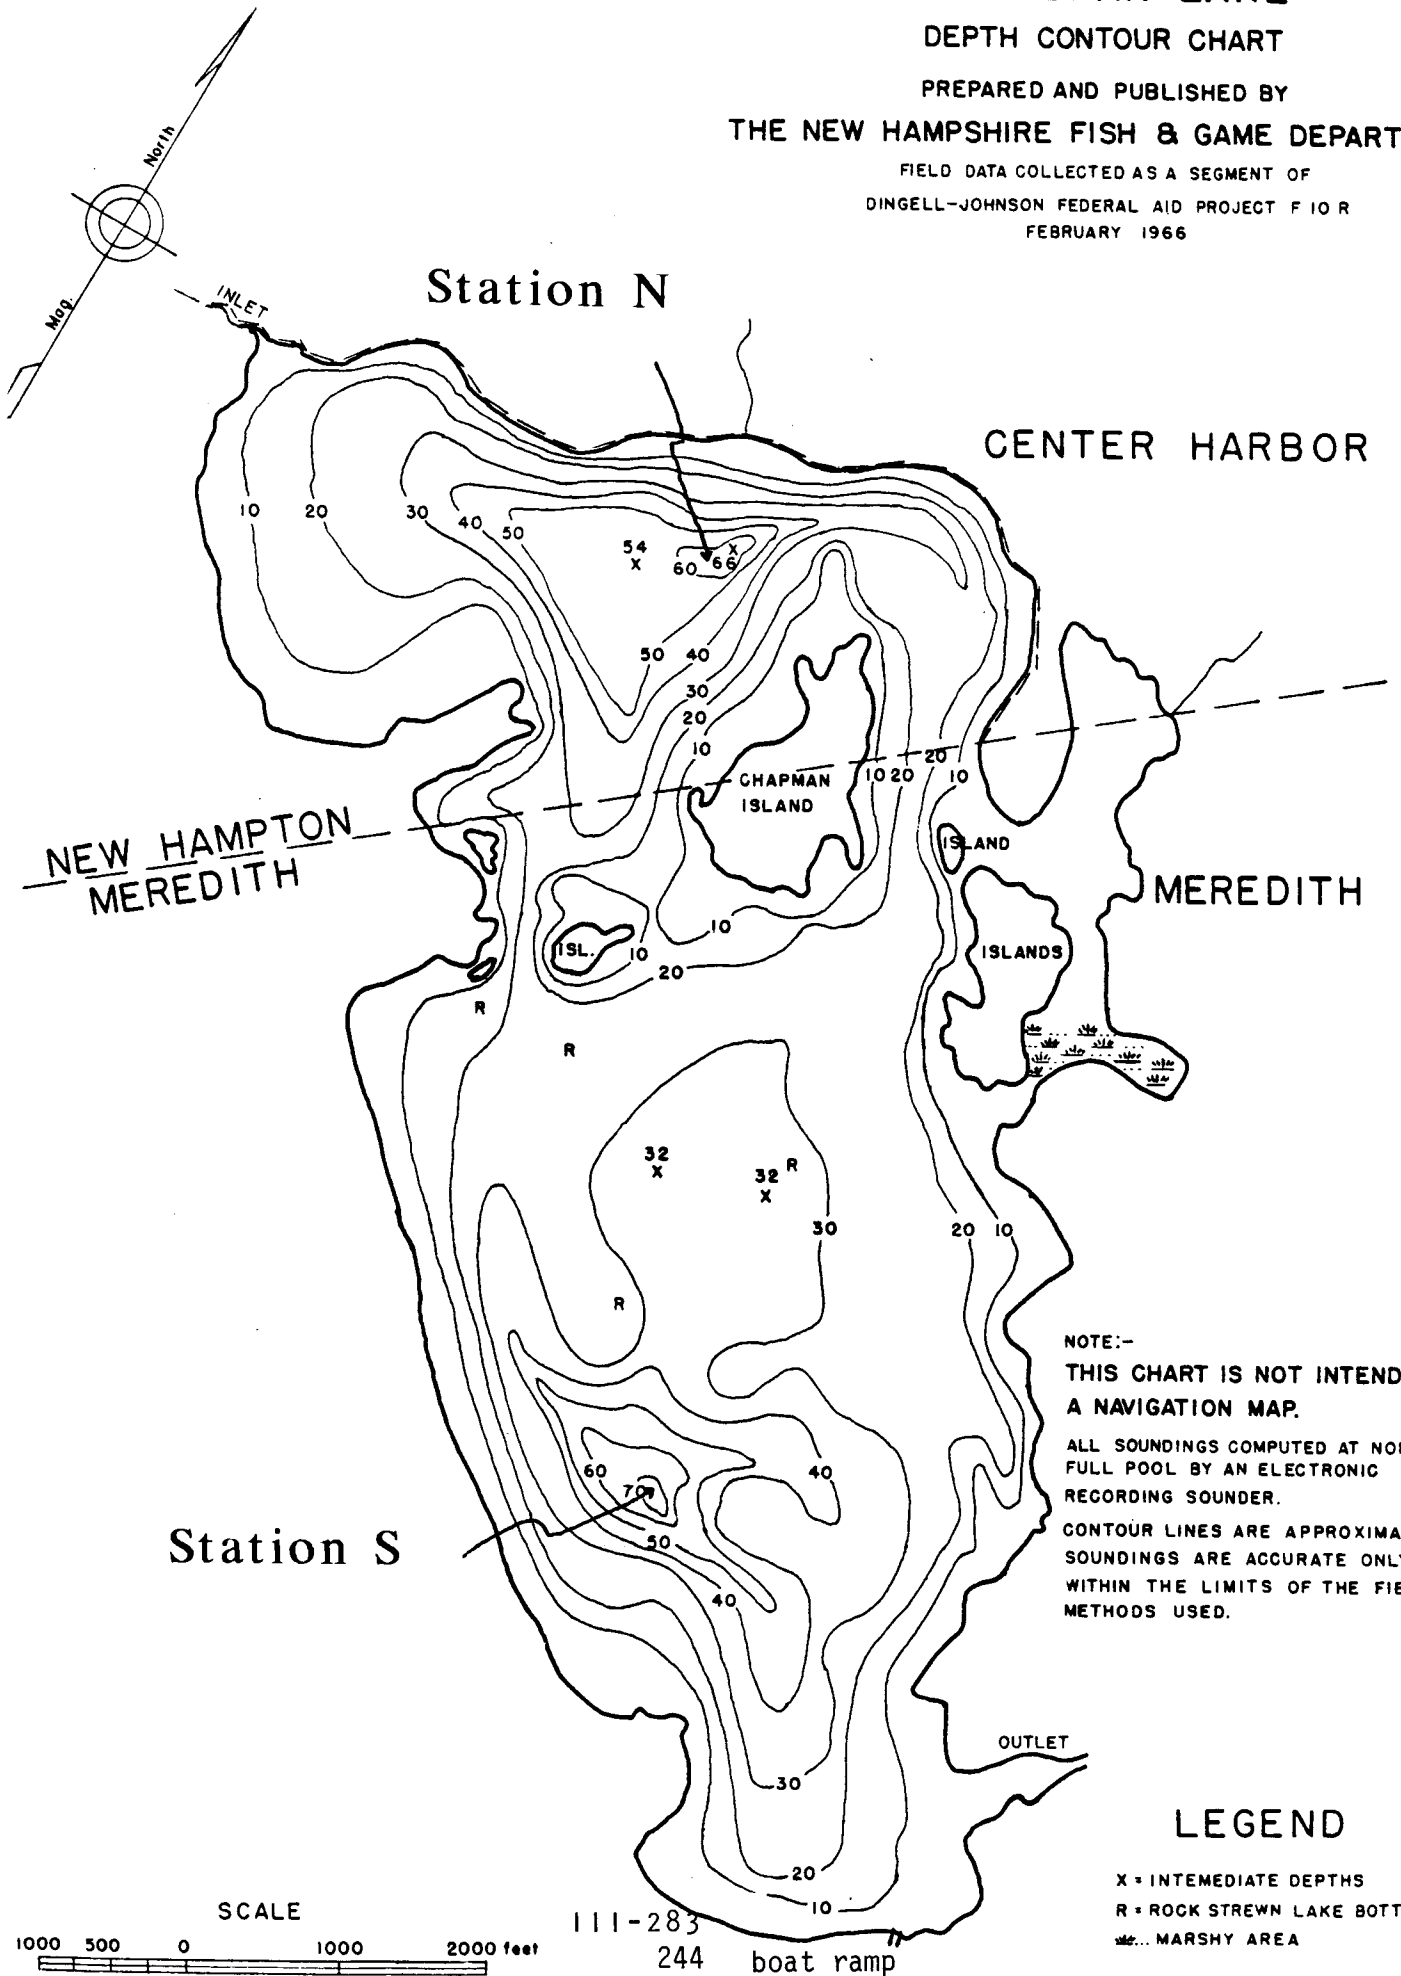 DEPTH CONTOUR CHART
PREPARED AND PUBLISHED BY
THE NEW HAMPSHIRE FISH & GAME DEPART
FIELD DATA COLLECTED AS A SEGMENT OF
DINGELL-JOHNSON FEDERAL AID PROJECT F 10 R
FEBRUARY 1966
North
Mag.
INLET
Station N
CENTER HARBOR
10 20 30 40 50
54
X
60 66
X
50 40
30
20
10
CHAPMAN
ISLAND
10 20 20 10
NEW HAMPTON
MEREDITH
ISLAND
MEREDITH
ISL.
10
10
20
ISLANDS
R
R
32
X
32
X
R
30
20 10
R
60
70
40
50
40
Station S
NOTE:-
THIS CHART IS NOT INTEND
A NAVIGATION MAP.
ALL SOUNDINGS COMPUTED AT NOR
FULL POOL BY AN ELECTRONIC
RECORDING SOUNDER.
CONTOUR LINES ARE APPROXIMA
SOUNDINGS ARE ACCURATE ONLY
WITHIN THE LIMITS OF THE FIE
METHODS USED.
30
20
10
OUTLET
LEGEND
X = INTEMEDIATE DEPTHS
R = ROCK STREWN LAKE BOTT
... MARSHY AREA
SCALE
1000 500 0 1000 2000 feet
III-283
244 boat ramp